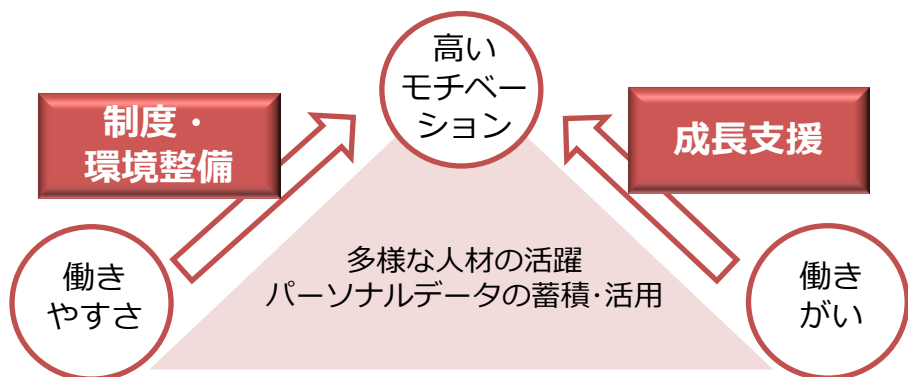 高い
モチベー
ション
制度・
環境整備
成長支援
働き
やすさ
多様な人材の活躍
パーソナルデータの蓄積･活用
働き
がい